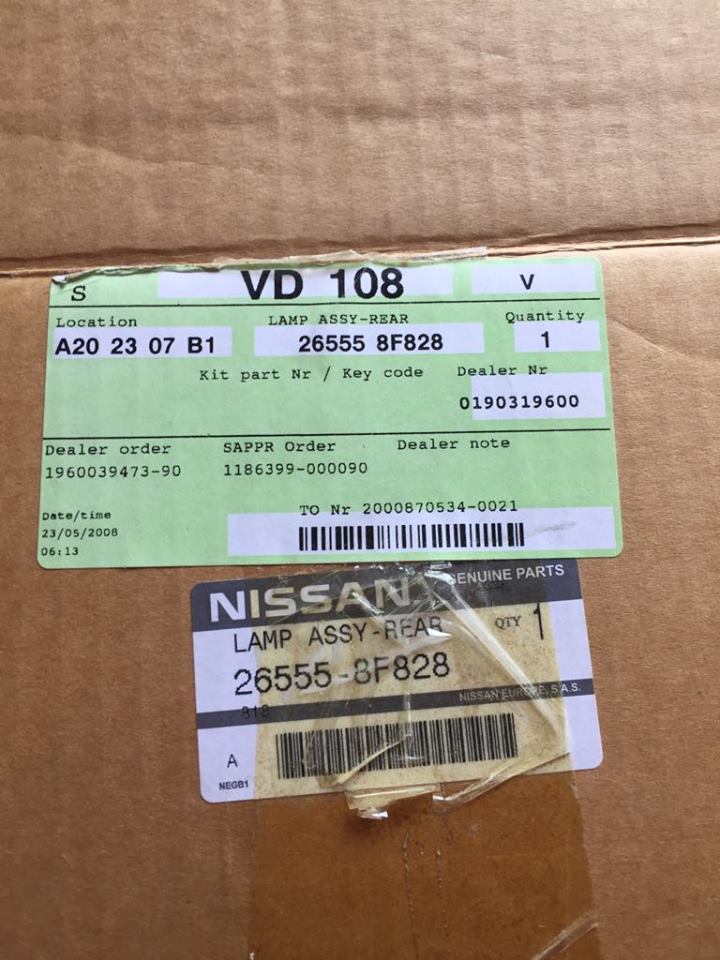 S VD 108 V
Location LAMP ASSY-REAR Quantity
A20 23 07 B1 26555 8F828 1
Kit part Nr / Key code Dealer Nr
0190319600
Dealer order SAPPR Order Dealer note
1960039473-90 1186399-000090
Date/time TO Nr 2000870534-0021
23/05/2008
06:13
NISSAN GENUINE PARTS
LAMP ASSY-REAR QTY 1
26555-8F828
NISSAN EUROPE, S.A.S.
818
A
NEGB1